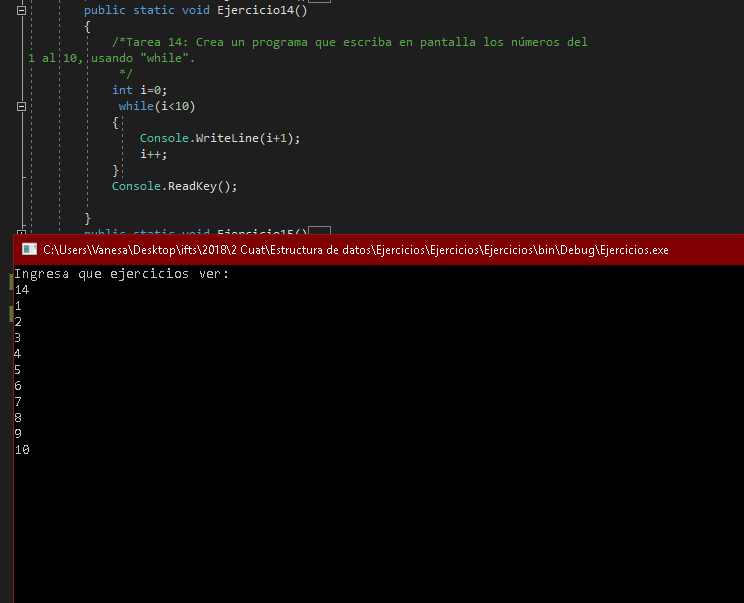 public static void Ejercicio14()
{
/*Tarea 14: Crea un programa que escriba en pantalla los números del
1 al 10, usando "while".
*/
int i=0;
while(i<10)
{
Console.WriteLine(i+1);
i++;
}
Console.ReadKey();
}
public static void Ejercicio15()
C:\Users\Vanesa\Desktop\ifts\2018\2 Cuat\Estructura de datos\Ejercicios\Ejercicios\Ejercicios\bin\Debug\Ejercicios.exe
Ingresa que ejercicios ver:
14
1
2
3
4
5
6
7
8
9
10